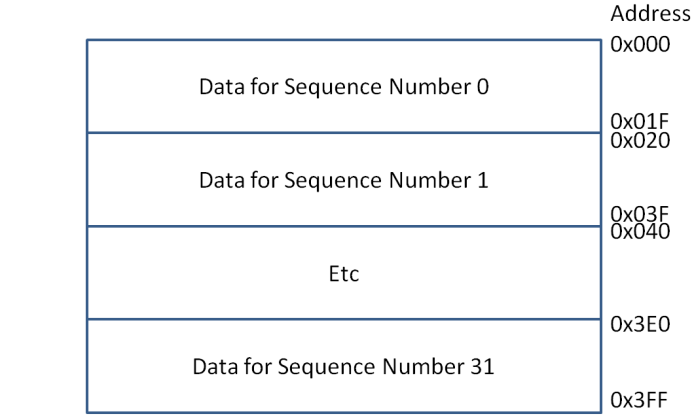 Address
0x000
Data for Sequence Number 0
0x01F
0x020
Data for Sequence Number 1
0x03F
0x040
Etc
0x3E0
Data for Sequence Number 31
0x3FF